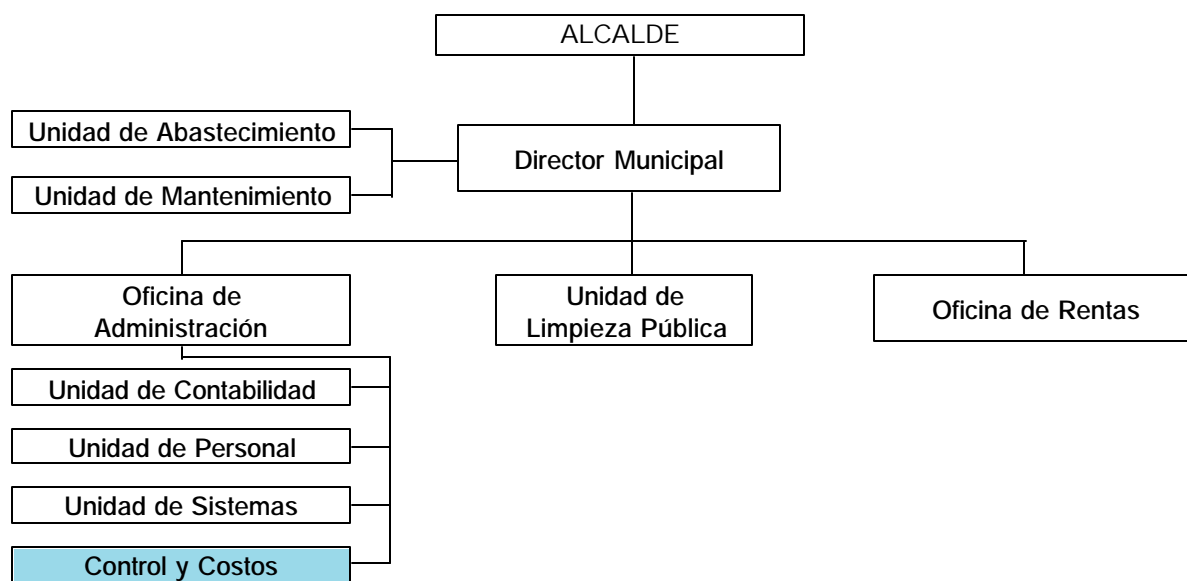 ALCALDE
Unidad de Abastecimiento
Director Municipal
Unidad de Mantenimiento
Oficina de
Administración
Unidad de
Limpieza Pública
Oficina de Rentas
Unidad de Contabilidad
Unidad de Personal
Unidad de Sistemas
Control y Costos